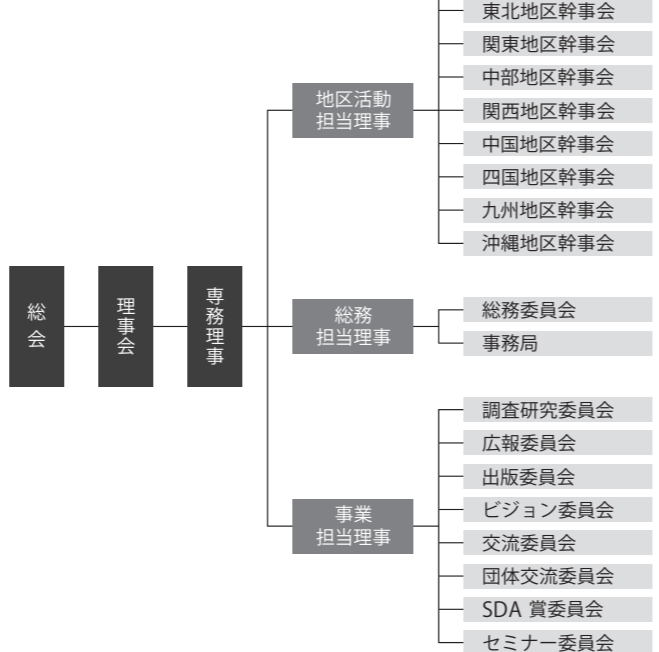 総会
理事会
専務理事
地区活動
担当理事
東北地区幹事会
関東地区幹事会
中部地区幹事会
関西地区幹事会
中国地区幹事会
四国地区幹事会
九州地区幹事会
沖縄地区幹事会
総務
担当理事
総務委員会
事務局
事業
担当理事
調査研究委員会
広報委員会
出版委員会
ビジョン委員会
交流委員会
団体交流委員会
SDA 賞委員会
セミナー委員会